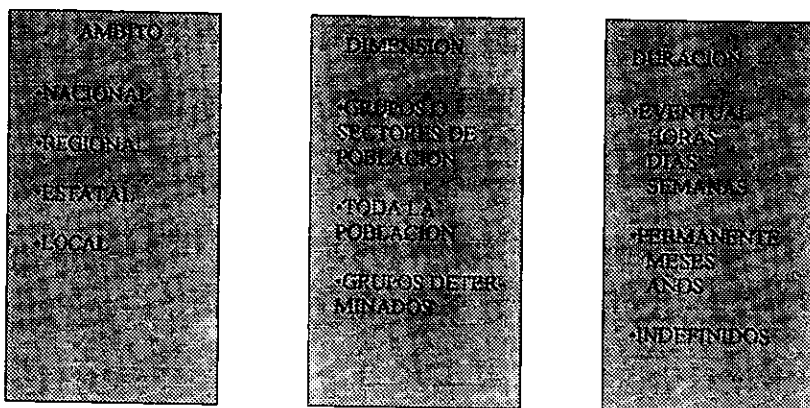 AMBITO
•NACIONAL
•REGIONAL
•ESTATAL
•LOCAL
DIMENSION
•GRUPOS O
SECTORES DE
POBLACION
•TODA LA
POBLACION
•GRUPOS DETER-
MINADOS
DURACION
•EVENTUAL
HORAS
DIAS
SEMANAS
•PERMANENTE
MESES
AÑOS
•INDEFINIDOS